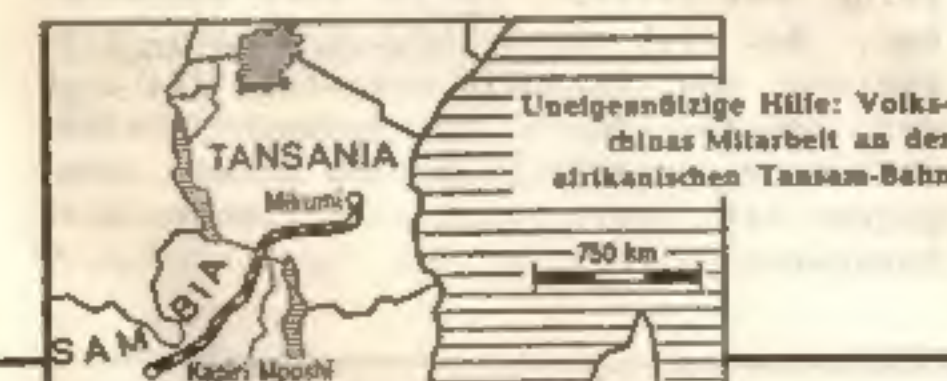 Uneigennützige Hilfe: Volks-
chinas Mitarbeit an der
afrikanischen Tansam-Bahn
TANSANIA
Mikumi
750 km
SAMBIA
Kapiri Mposhi